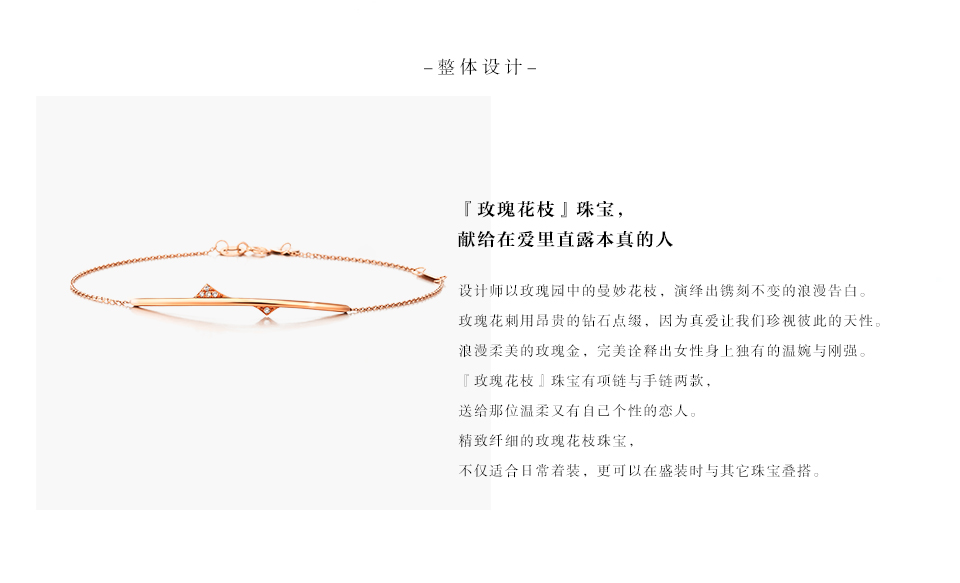 –整体设计–
『玫瑰花枝』珠宝，
献给在爱里直露本真的人
设计师以玫瑰园中的曼妙花枝，演绎出镌刻不变的浪漫告白。
玫瑰花刺用昂贵的钻石点缀，因为真爱让我们珍视彼此的天性。
浪漫柔美的玫瑰金，完美诠释出女性身上独有的温婉与刚强。
『玫瑰花枝』珠宝有项链与手链两款，
送给那位温柔又有自己个性的恋人。
精致纤细的玫瑰花枝珠宝，
不仅适合日常着装，更可以在盛装时与其它珠宝叠搭。